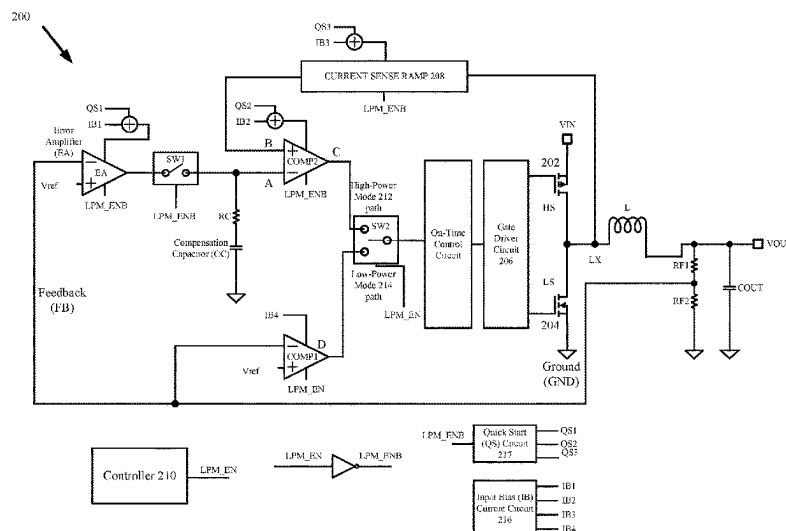 200
QS3
IB3
CURRENT SENSE RAMP 208
LPM_ENB
QS1
IB1
Error
Amplifier
(EA)
EA
Vref
LPM_ENB
SW1
LPM_ENB
QS2
IB2
B
A
C
COMP2
LPM_ENB
RC
Compensation
Capacitor (CC)
High-Power
Mode 212
path
SW2
Low-Power
Mode 214
path
LPM_EN
On-Time
Control
Circuit
Gate
Driver
Circuit
206
VIN
202
HS
LS
204
LX
L
VOU
RF1
RF2
COUT
Ground
(GND)
Feedback
(FB)
IB4
D
COMP1
Vref
LPM_EN
Controller 210
LPM_EN
LPM_EN
LPM_ENB
LPM_ENB
Quick Start
(QS) Circuit
217
QS1
QS2
QS3
Input Bias (IB)
Current Circuit
216
IB1
IB2
IB3
IB4